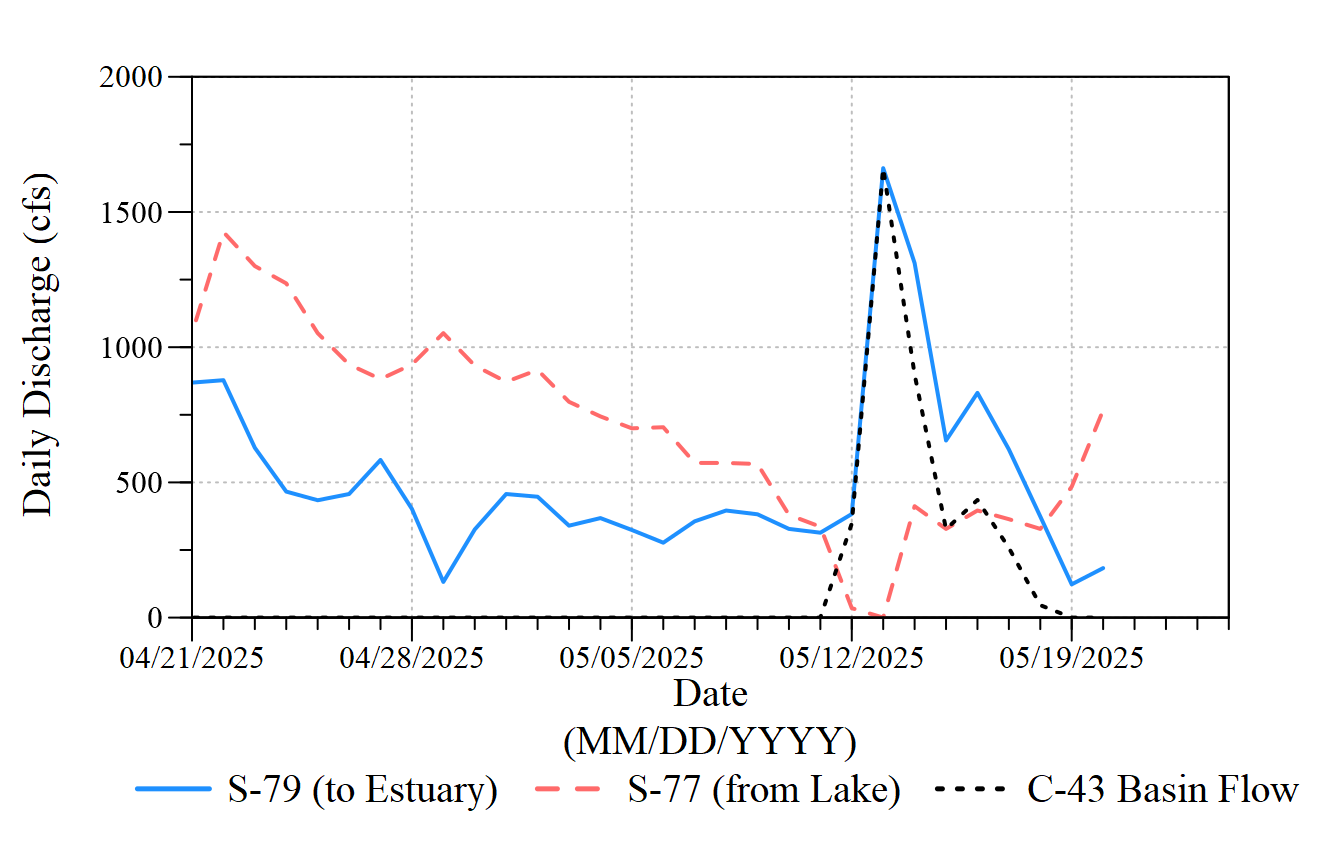 2000
1500
1000
500
0
Daily Discharge (cfs)
04/21/2025 04/28/2025 05/05/2025 05/12/2025 05/19/2025
Date
(MM/DD/YYYY)
S-79 (to Estuary) S-77 (from Lake) C-43 Basin Flow